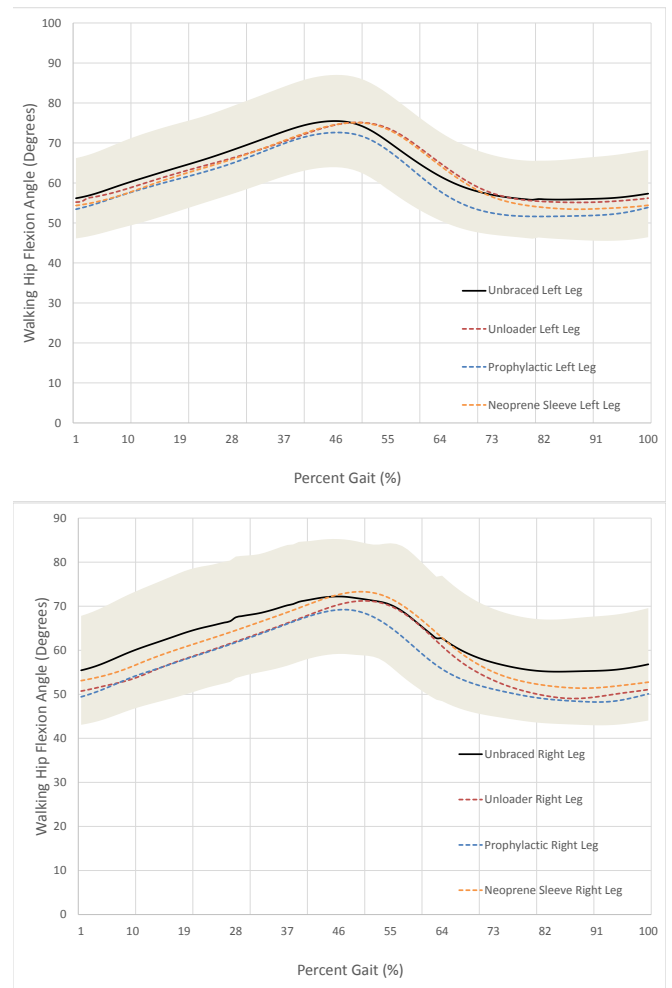 100
90
80
70
60
50
40
30
20
10
0
Walking Hip Flexion Angle (Degrees)
Unbraced Left Leg
Unloader Left Leg
Prophylactic Left Leg
Neoprene Sleeve Left Leg
1 10 19 28 37 46 55 64 73 82 91 100
Percent Gait (%)
90
80
70
60
50
40
30
20
10
0
Walking Hip Flexion Angle (Degrees)
Unbraced Right Leg
Unloader Right Leg
Prophylactic Right Leg
Neoprene Sleeve Right Leg
1 10 19 28 37 46 55 64 73 82 91 100
Percent Gait (%)